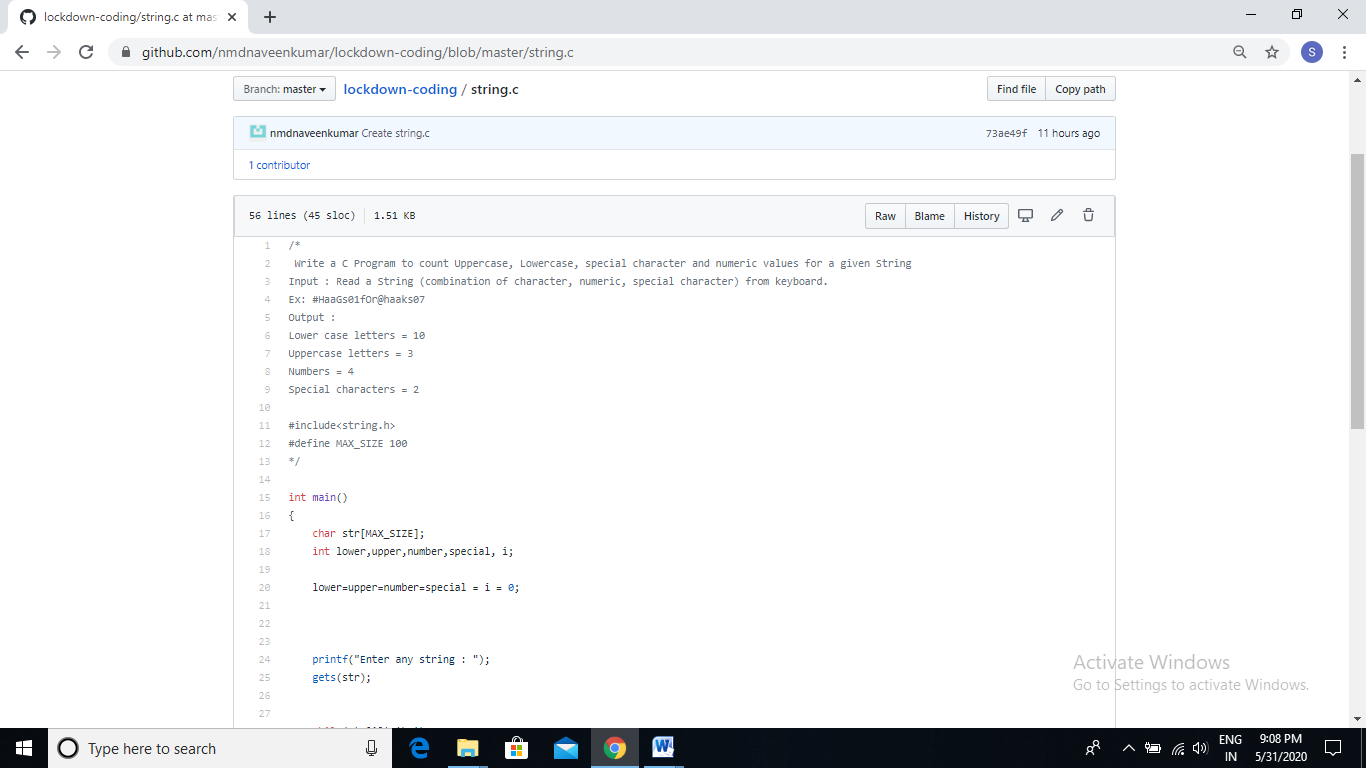 lockdown-coding/string.c at mas
github.com/nmdnaveenkumar/lockdown-coding/blob/master/string.c
S
Branch: master
lockdown-coding / string.c
Find file
Copy path
nmdnaveenkumar Create string.c
73ae49f 11 hours ago
1 contributor
56 lines (45 sloc) 1.51 KB
Raw
Blame
History
1 /*
2 Write a C Program to count Uppercase, Lowercase, special character and numeric values for a given String
3 Input : Read a String (combination of character, numeric, special character) from keyboard.
4 Ex: #HaaGs01fOr@haaks07
5 Output :
6 Lower case letters = 10
7 Uppercase letters = 3
8 Numbers = 4
9 Special characters = 2
10
11 #include<string.h>
12 #define MAX_SIZE 100
13 */
14
15 int main()
16 {
17 char str[MAX_SIZE];
18 int lower,upper,number,special, i;
19
20 lower=upper=number=special = i = 0;
21
22
23
24 printf("Enter any string : ");
25 gets(str);
26
27
Activate Windows
Go to Settings to activate Windows.
Type here to search
W
ENG
IN
9:08 PM
5/31/2020